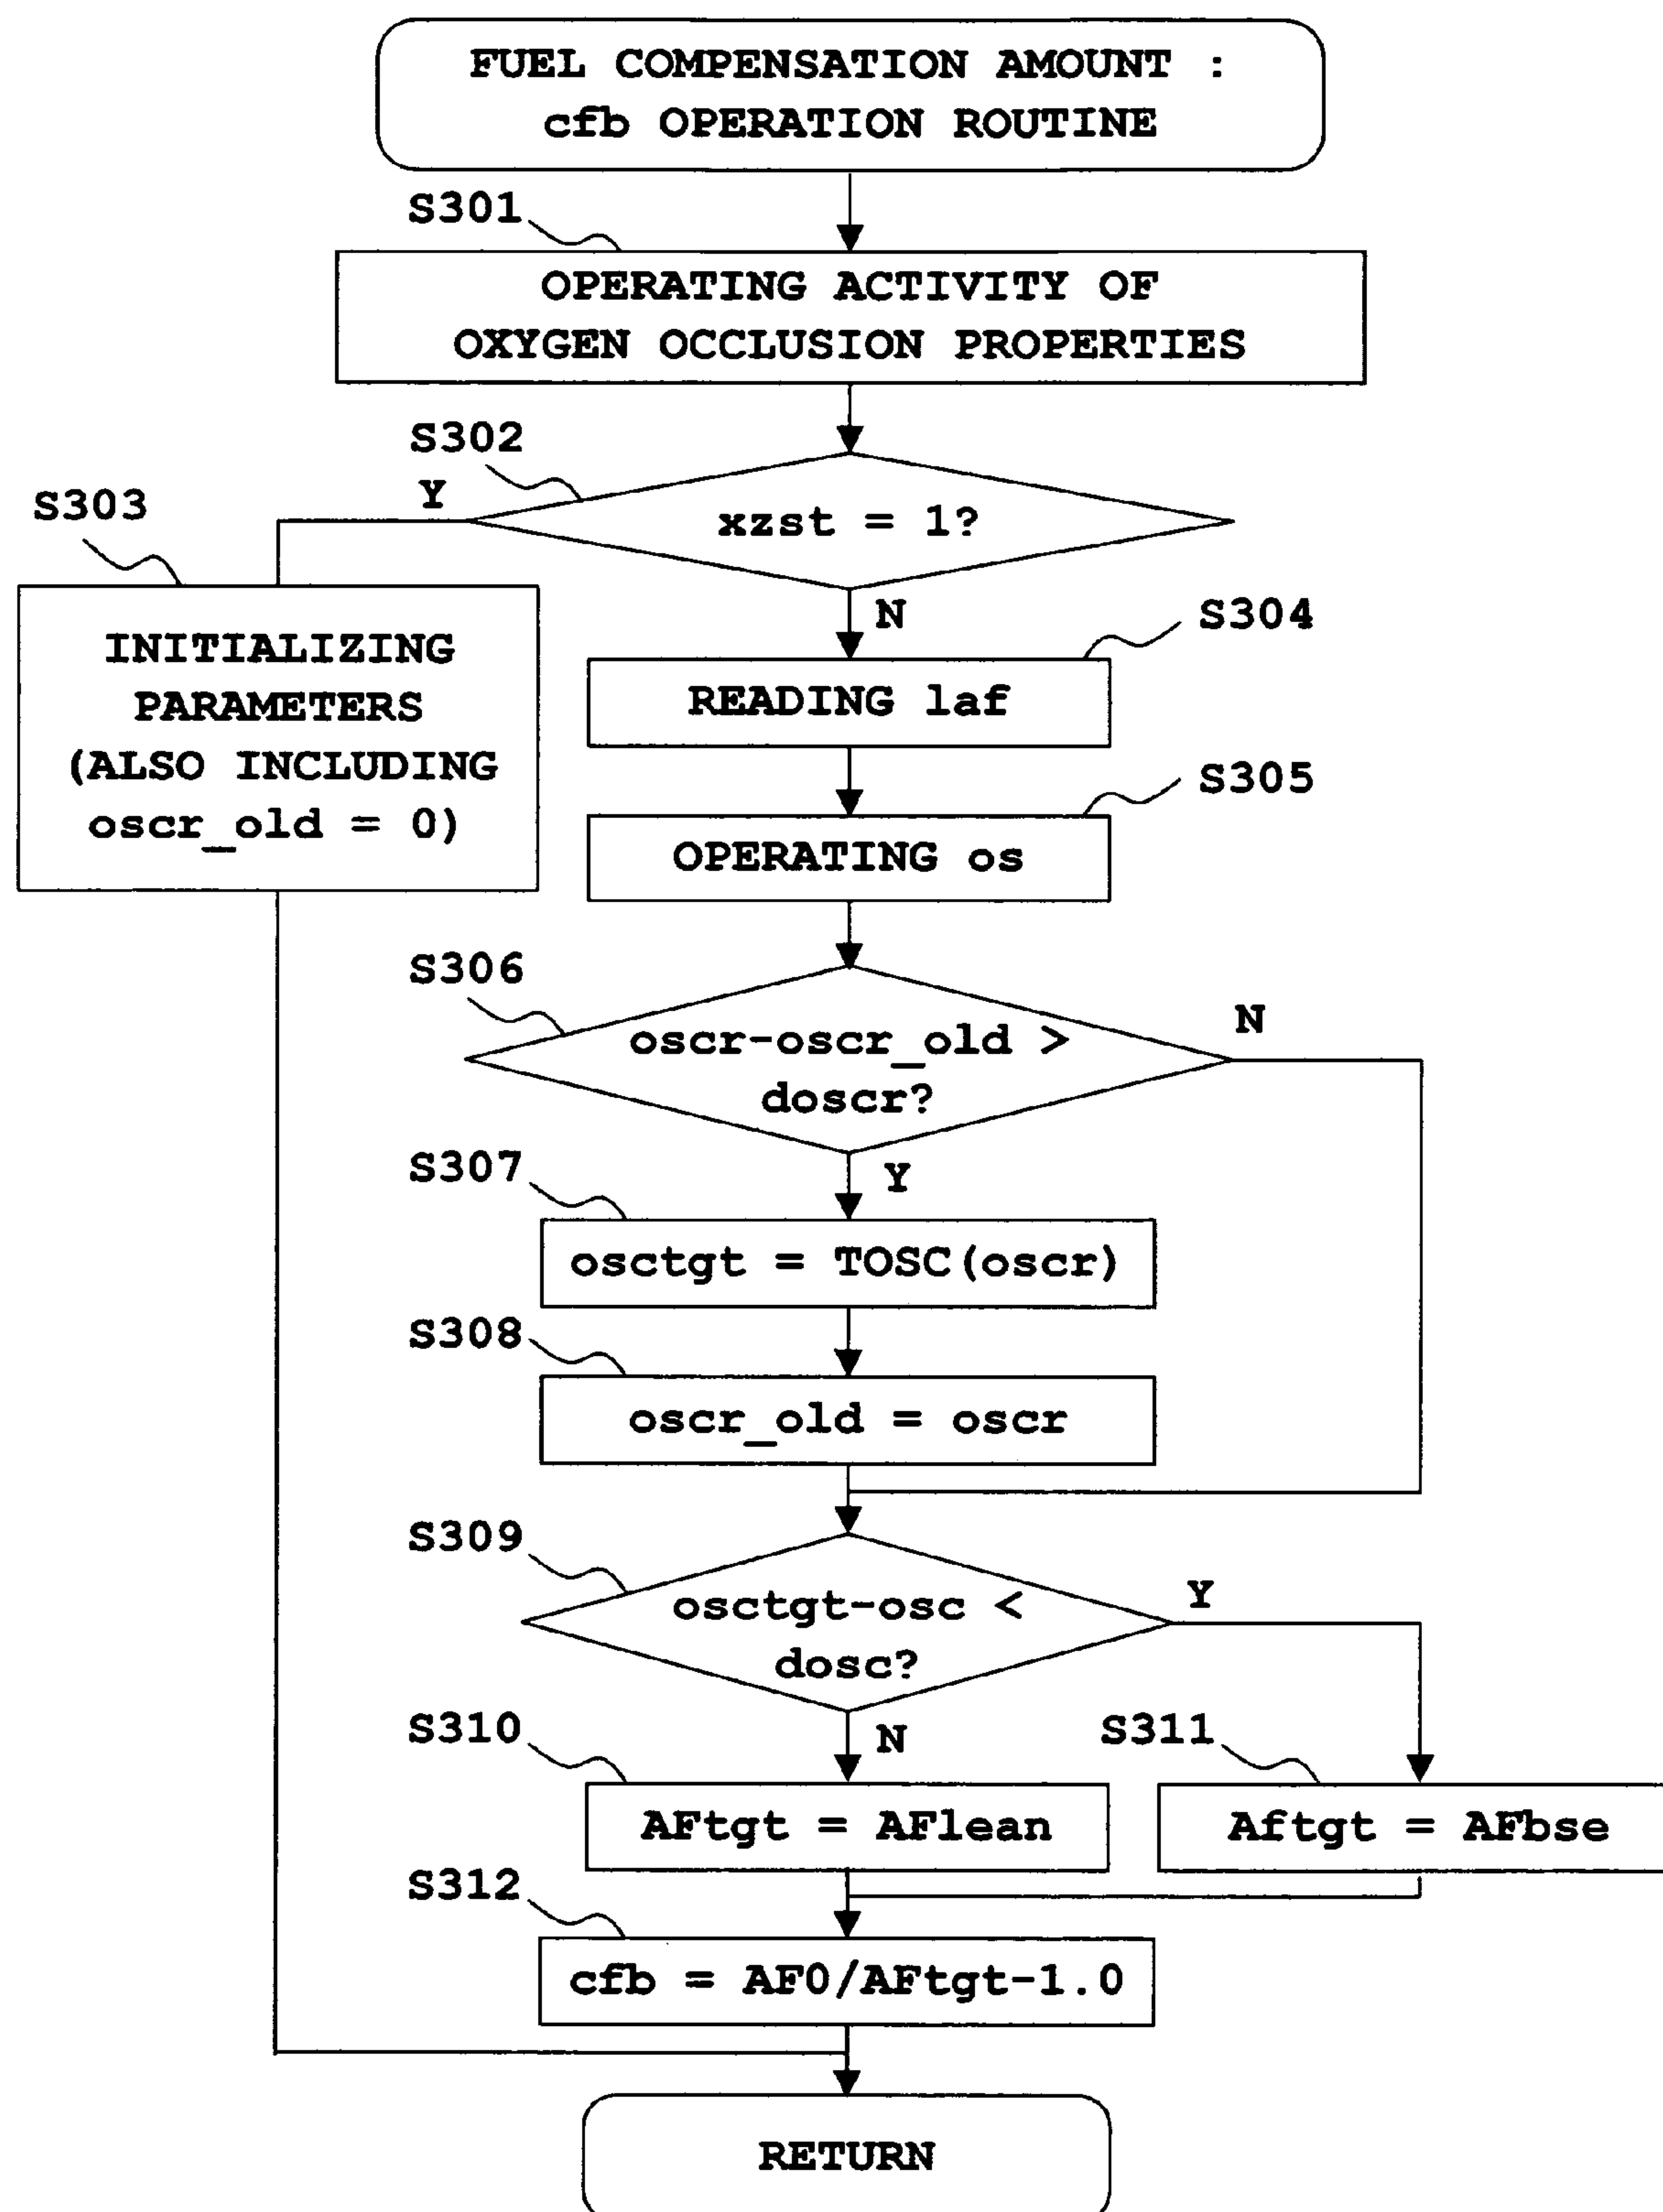 FUEL COMPENSATION AMOUNT :
cfb OPERATION ROUTINE
S301
OPERATING ACTIVITY OF
OXYGEN OCCLUSION PROPERTIES
S302
Y
xzst = 1?
S303
INITIALIZING
PARAMETERS
(ALSO INCLUDING
oscr_old = 0)
N
S304
READING laf
S305
OPERATING os
S306
oscr-oscr_old >
doscr?
N
Y
S307
osctgt = TOSC(oscr)
S308
oscr_old = oscr
S309
osctgt-osc <
dosc?
Y
N
S310
AFtgt = AFlean
S311
Aftgt = AFbse
S312
cfb = AF0/AFtgt-1.0
RETURN